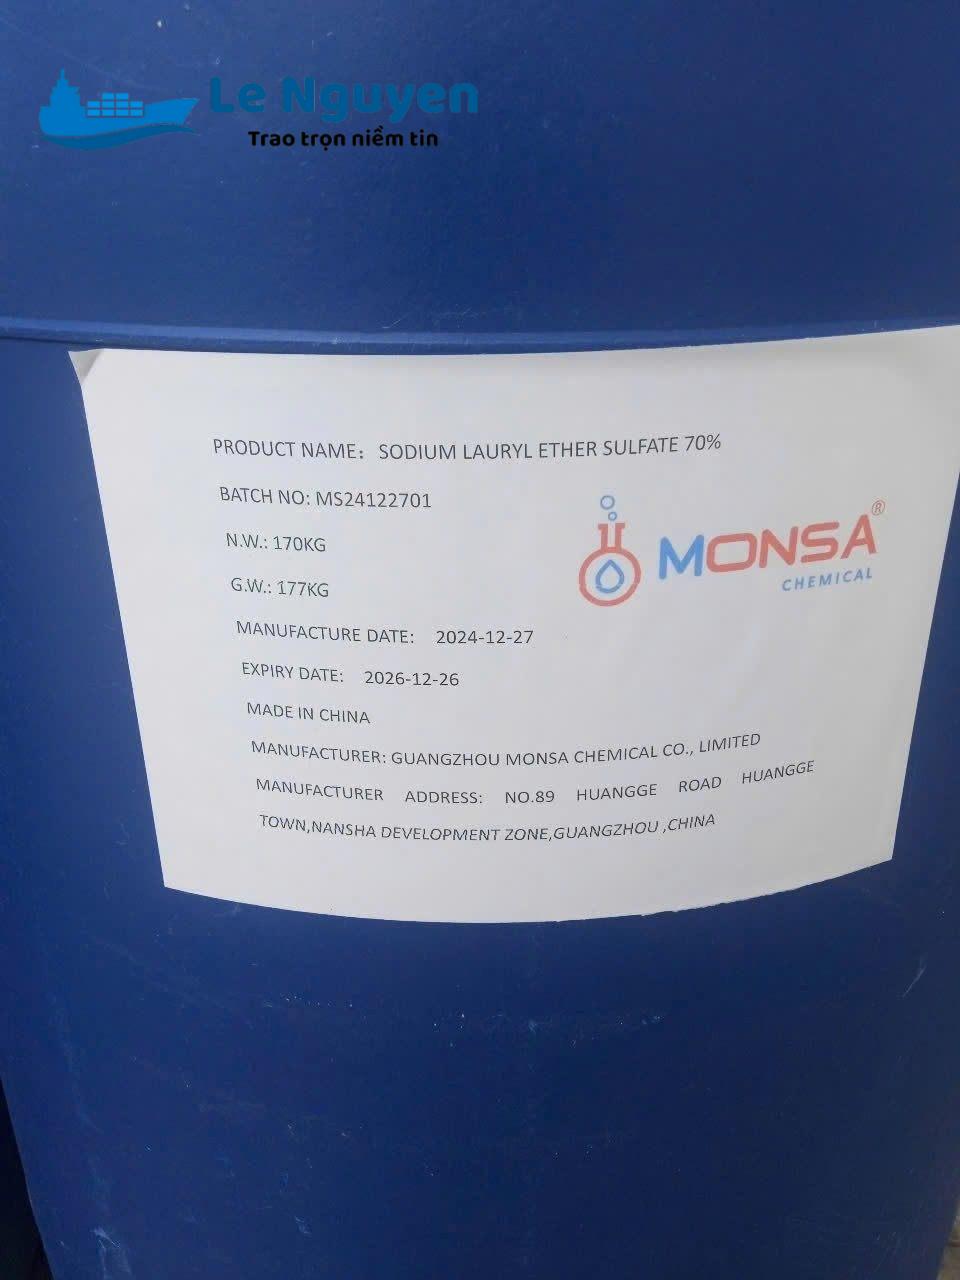 Le Nguyen
Trao trọn niềm tin
PRODUCT NAME: SODIUM LAURYL ETHER SULFATE 70%
BATCH NO: MS24122701
N.W.: 170KG
G.W.: 177KG
MONSA®
CHEMICAL
MANUFACTURE DATE: 2024-12-27
EXPIRY DATE: 2026-12-26
MADE IN CHINA
MANUFACTURER: GUANGZHOU MONSA CHEMICAL CO., LIMITED
MANUFACTURER ADDRESS: NO.89 HUANGGE ROAD HUANGGE
TOWN,NANSHA DEVELOPMENT ZONE,GUANGZHOU ,CHINA